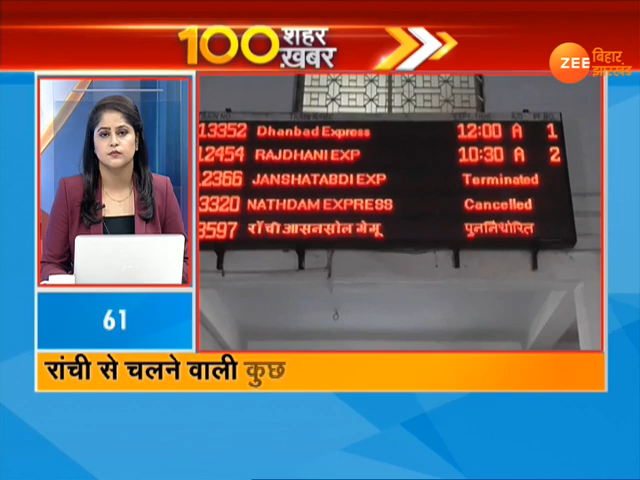 100 शहर
ख़बर
ZEE बिहार
झारखंड
13352 Dhanbad Express 12:00 A 1
12454 RAJDHANI EXP 10:30 A 2
12366 JANSHATABDI EXP Terminated
3320 NATHDAM EXPRESS Cancelled
3597 राँची आसनसोल मेमू पुनर्निर्धारित
61
रांची से चलने वाली कुछ